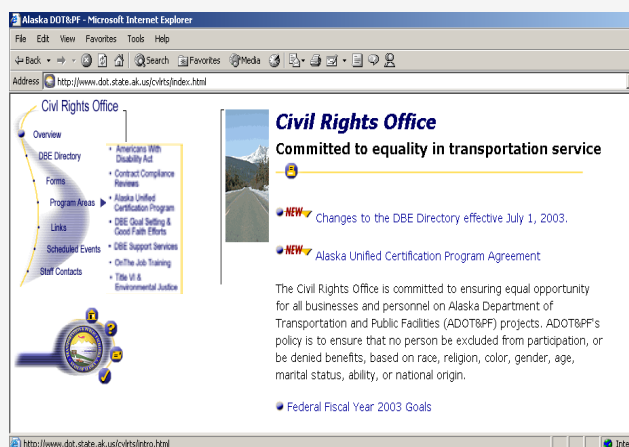 Alaska DOT&PF - Microsoft Internet Explorer
File Edit View Favorites Tools Help
Back Search Favorites Media
Address http://www.dot.state.ak.us/cvlrts/index.html
Civl Rights Office
Overview
DBE Directory
Forms
Program Areas
Links
Scheduled Events
Staff Contacts
Americans With
Disability Act
Contract Compliance
Reviews
Alaska Unified
Certification Program
DBE Goal Setting &
Good Faith Efforts
DBE Support Services
OnThe Job Training
Title VI &
Environmental Justice
Civil Rights Office
Committed to equality in transportation service
NEW Changes to the DBE Directory effective July 1, 2003.
NEW Alaska Unified Certification Program Agreement
The Civil Rights Office is committed to ensuring equal opportunity
for all businesses and personnel on Alaska Department of
Transportation and Public Facilities (ADOT&PF) projects. ADOT&PF's
policy is to ensure that no person be excluded from participation, or
be denied benefits, based on race, religion, color, gender, age,
marital status, ability, or national origin.
Federal Fiscal Year 2003 Goals
http://www.dot.state.ak.us/cvlrts/intro.html Inte